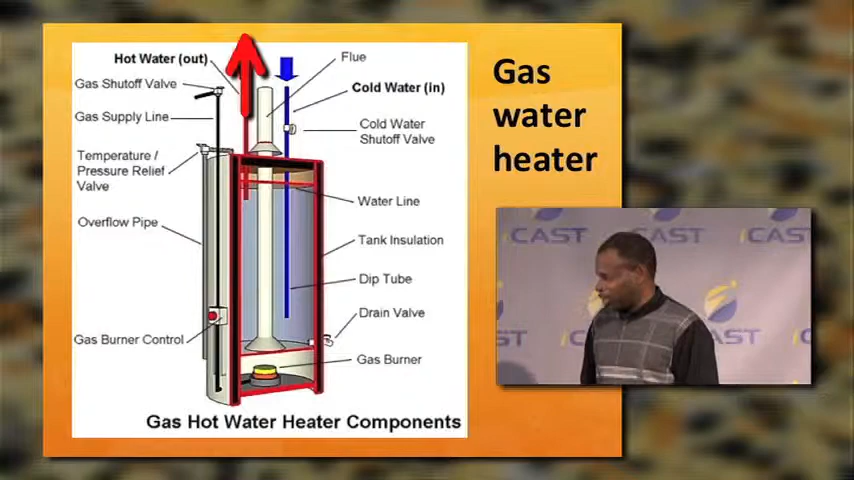 Hot Water (out)
Flue
Gas Shutoff Valve
Cold Water (in)
Gas Supply Line
Cold Water
Shutoff Valve
Temperature /
Pressure Relief
Valve
Water Line
Overflow Pipe
Tank Insulation
Dip Tube
Drain Valve
Gas Burner Control
Gas Burner
Gas Hot Water Heater Components
Gas
water
heater
iCAST
iCAST
iCAST
CAST